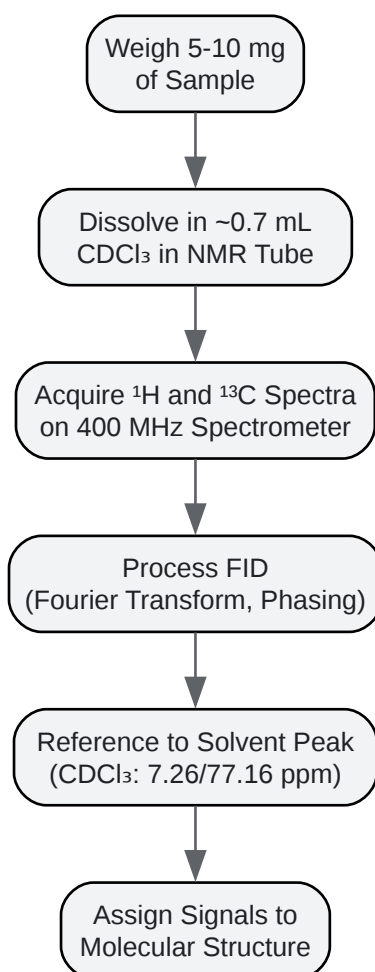 Weigh 5-10 mg
of Sample
Dissolve in ~0.7 mL
CDCl₃ in NMR Tube
Acquire ¹H and ¹³C Spectra
on 400 MHz Spectrometer
Process FID
(Fourier Transform, Phasing)
Reference to Solvent Peak
(CDCl₃: 7.26/77.16 ppm)
Assign Signals to
Molecular Structure